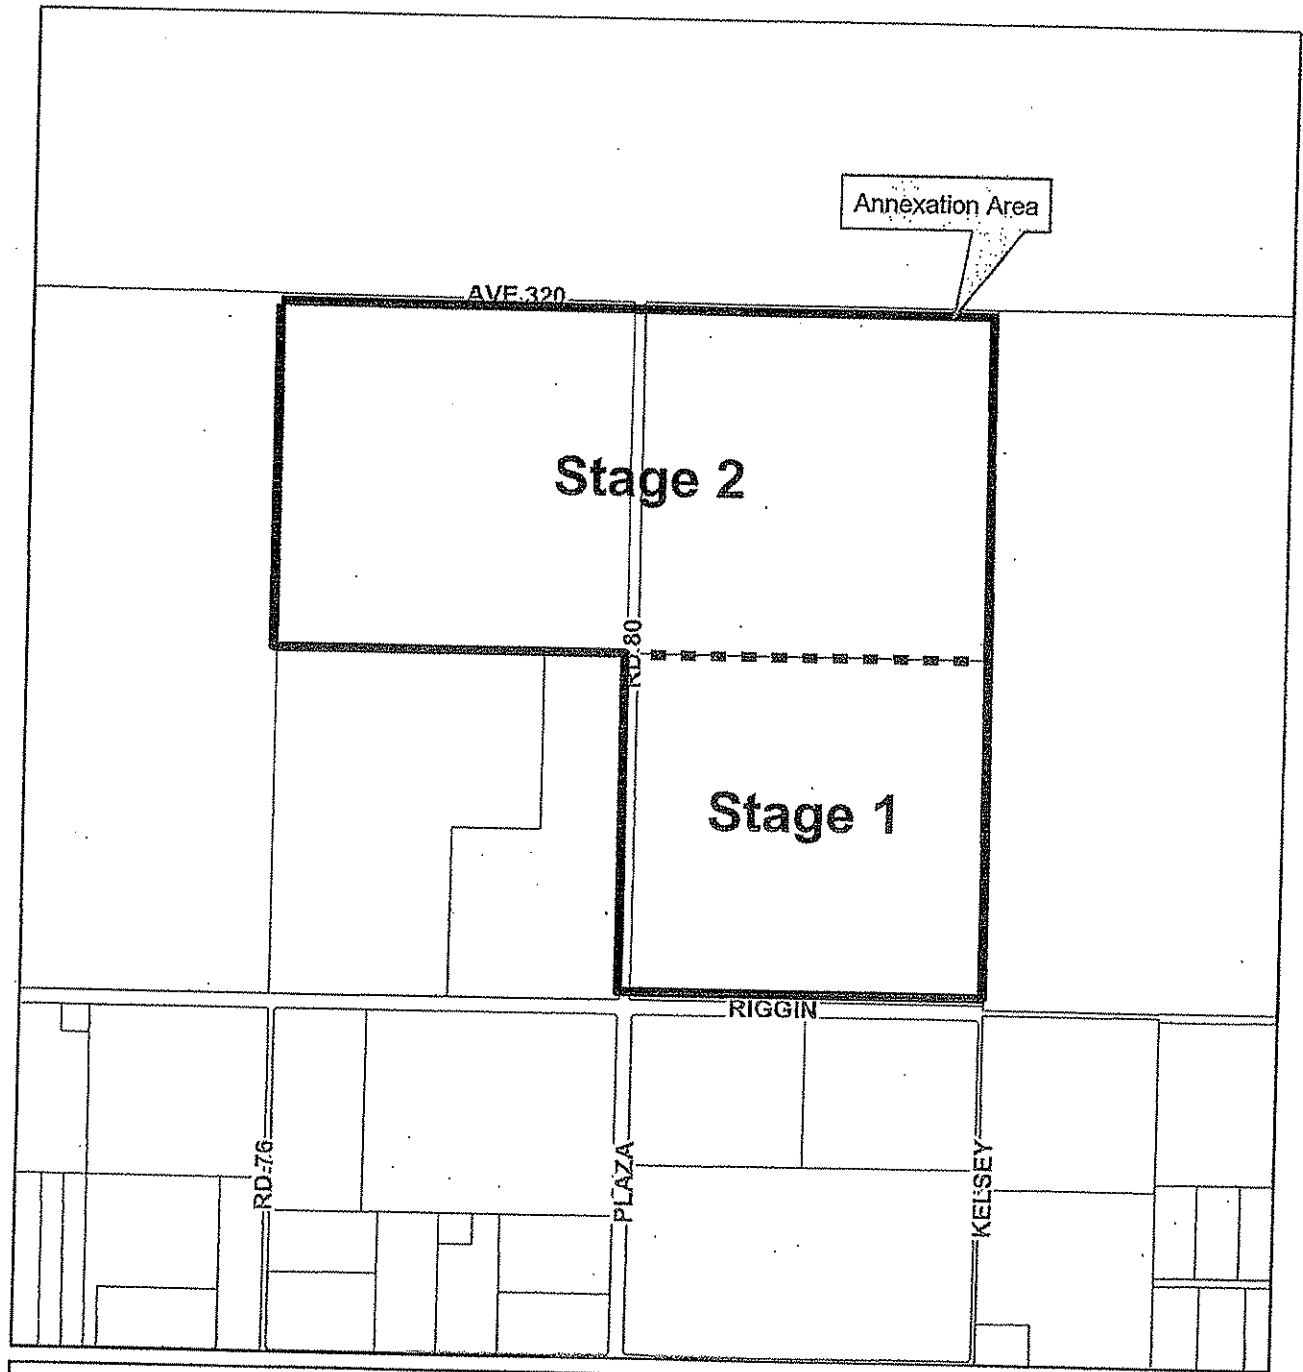 Annexation Area
AVE 320
Stage 2
RD 80
Stage 1
RIGGIN
RD 76
PLAZA
KELSEY